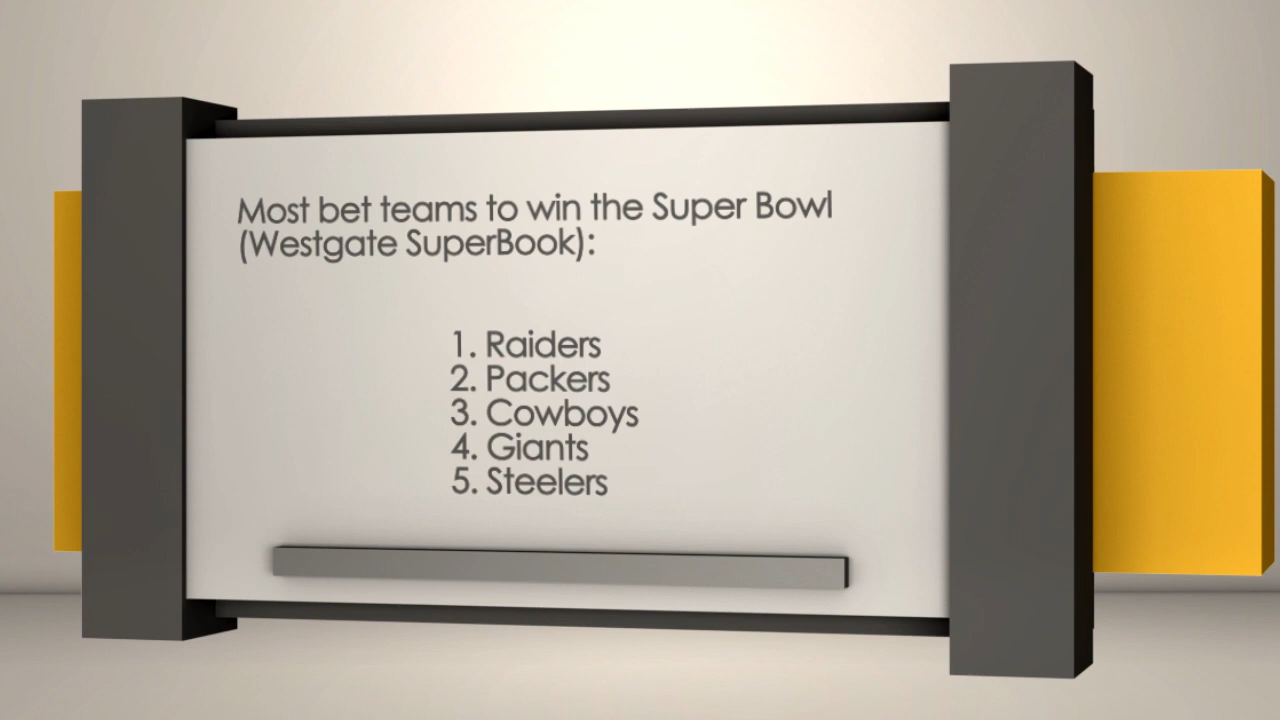 Most bet teams to win the Super Bowl
(Westgate SuperBook):
1. Raiders
2. Packers
3. Cowboys
4. Giants
5. Steelers